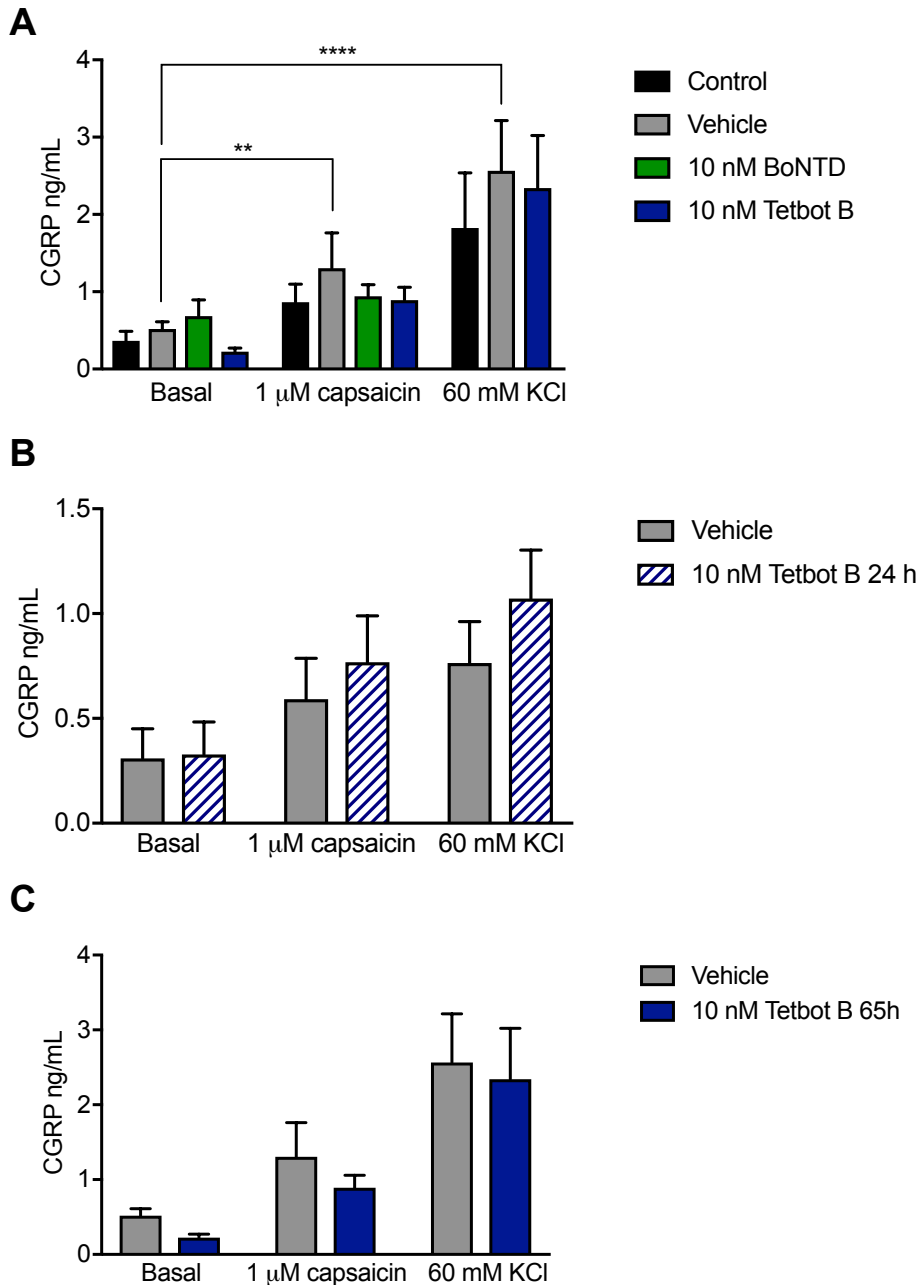 A
CGRP ng/mL
4
3
2
1
0
****
**
Basal
1 μM capsaicin
60 mM KCl
Control
Vehicle
10 nM BoNTD
10 nM Tetbot B
B
CGRP ng/mL
1.5
1.0
0.5
0.0
Basal
1 μM capsaicin
60 mM KCl
Vehicle
10 nM Tetbot B 24 h
C
CGRP ng/mL
4
3
2
1
0
Basal
1 μM capsaicin
60 mM KCl
Vehicle
10 nM Tetbot B 65h